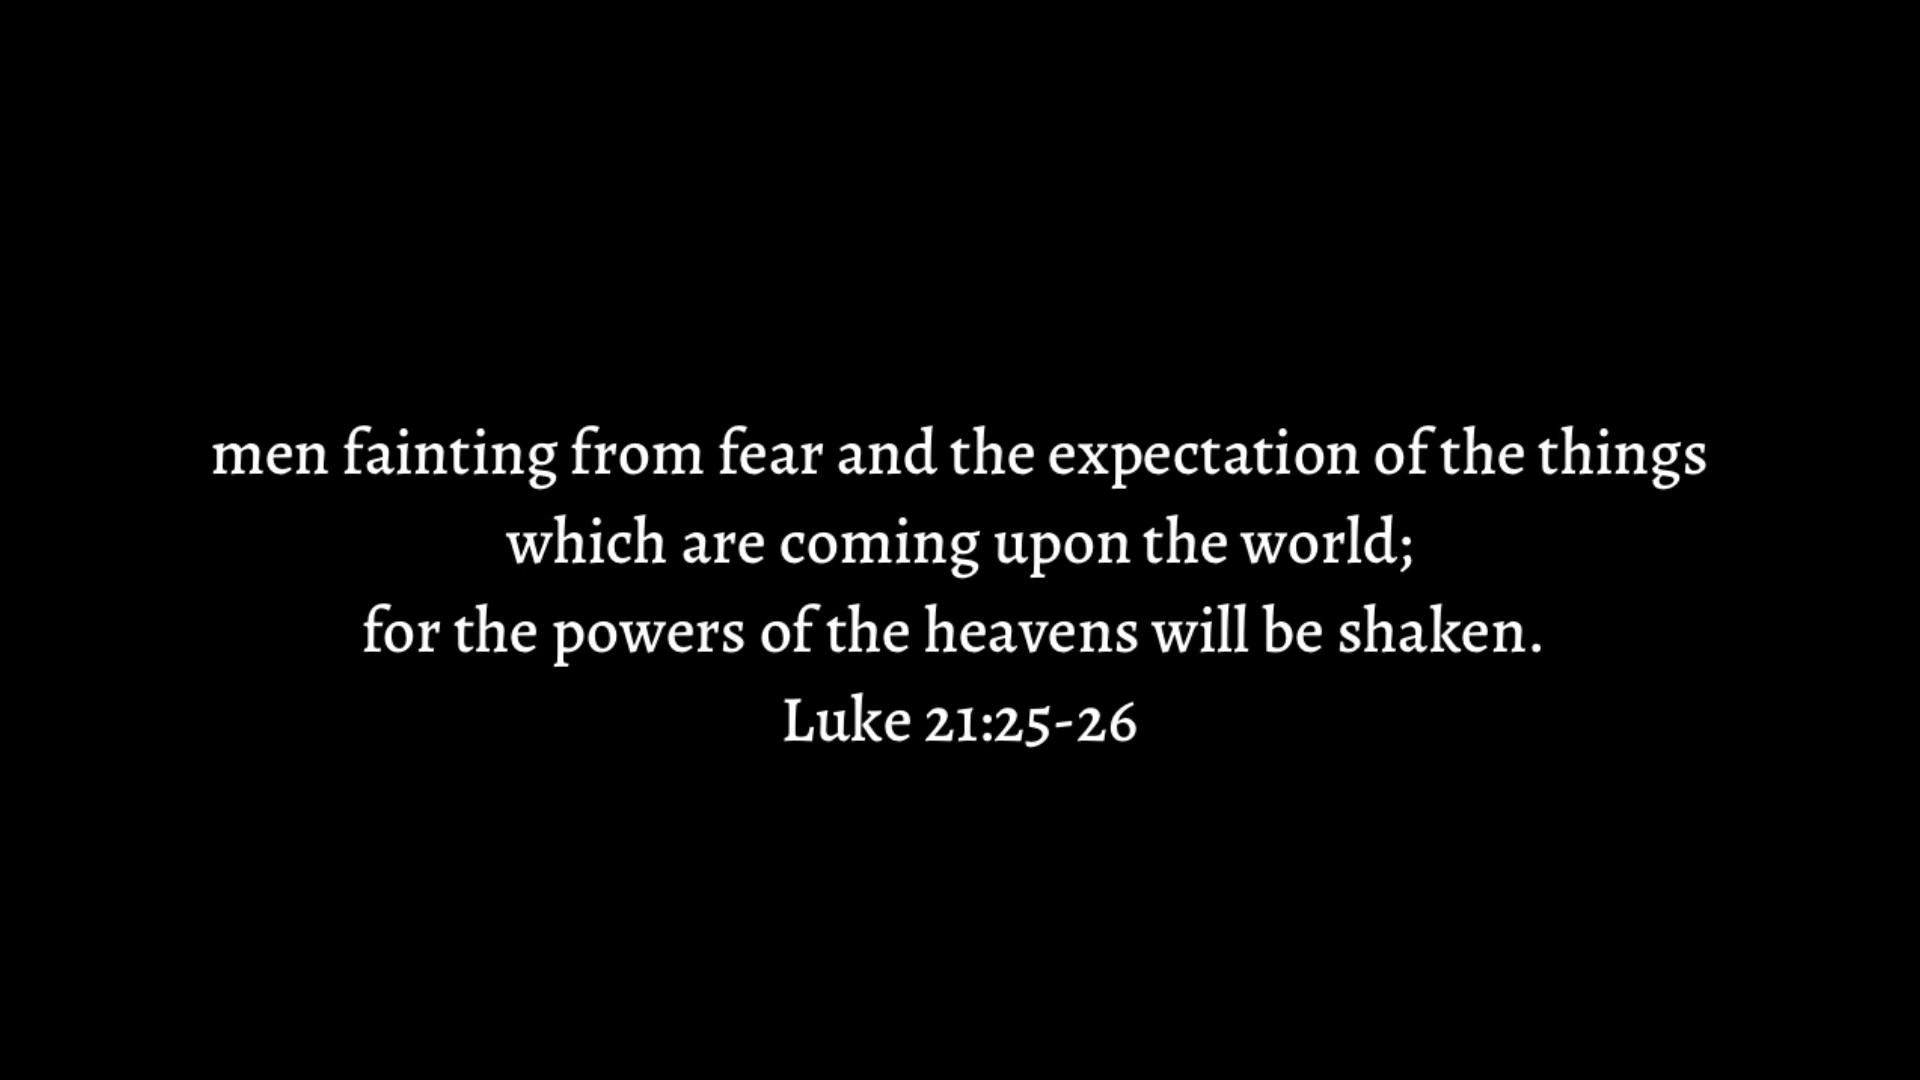 men fainting from fear and the expectation of the things
which are coming upon the world;
for the powers of the heavens will be shaken.
Luke 21:25-26